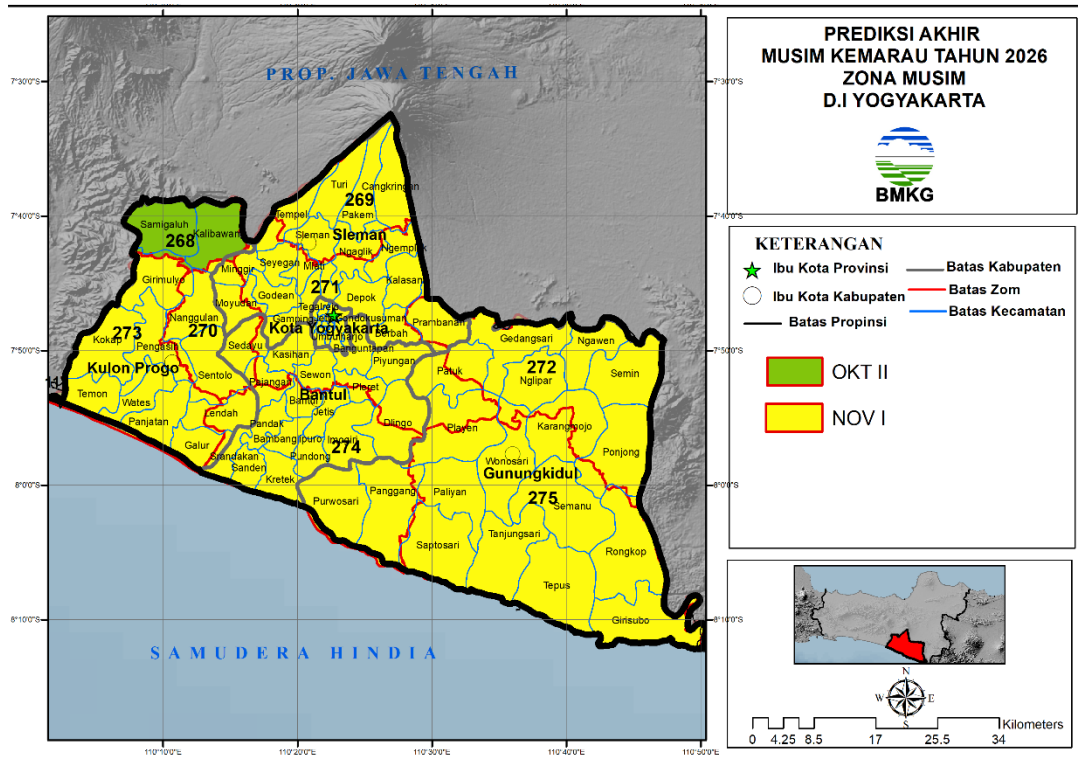 PREDIKSI AKHIR
MUSIM KEMARAU TAHUN 2026
ZONA MUSIM
D.I YOGYAKARTA
BMKG
KETERANGAN
Ibu Kota Provinsi
Batas Kabupaten
Ibu Kota Kabupaten
Batas Zom
Batas Propinsi
Batas Kecamatan
OKT II
NOV I
N
W E
S
Kilometers
0 4.25 8.5 17 25.5 34
PROP. JAWA TENGAH
7°30'0"S
7°40'0"S
7°50'0"S
8°0'0"S
8°10'0"S
Turi
Cangkringan
269
Pakem
Tempel
Samigaluh
Kalibawang
268
Sleman
Sleman
Ngemplak
Ngaglik
Seyegan
Mlati
Minggir
Girimulyo
271
Kalasan
Godean
Depok
Moyudan
Tegalrejo
Nanggulan
Gamping
Gondokusuman
Prambanan
273
270
Kota Yogyakarta
Berbah
Kokap
Umbulharjo
Gedangsari
Ngawen
Pengasih
Sedayu
Kasihan
Banguntapan
Piyungan
Kulon Progo
Sentolo
Sewon
Patuk
272
Semin
Pajangan
Pleret
Nglipar
Temon
Bantul
Bantul
Wates
Lendah
Jetis
Panjatan
Pandak
Dlingo
Playen
Karangmojo
Bambanglipuro
Imogiri
274
Galur
Srandakan
Pundong
Sanden
Ponjong
Wonosari
Gunungkidul
Kretek
Panggang
Paliyan
275
Purwosari
Semanu
Tanjungsari
Saptosari
Rongkop
Tepus
Girisubo
SAMUDERA HINDIA
110°10'0"E
110°20'0"E
110°30'0"E
110°40'0"E
110°50'0"E